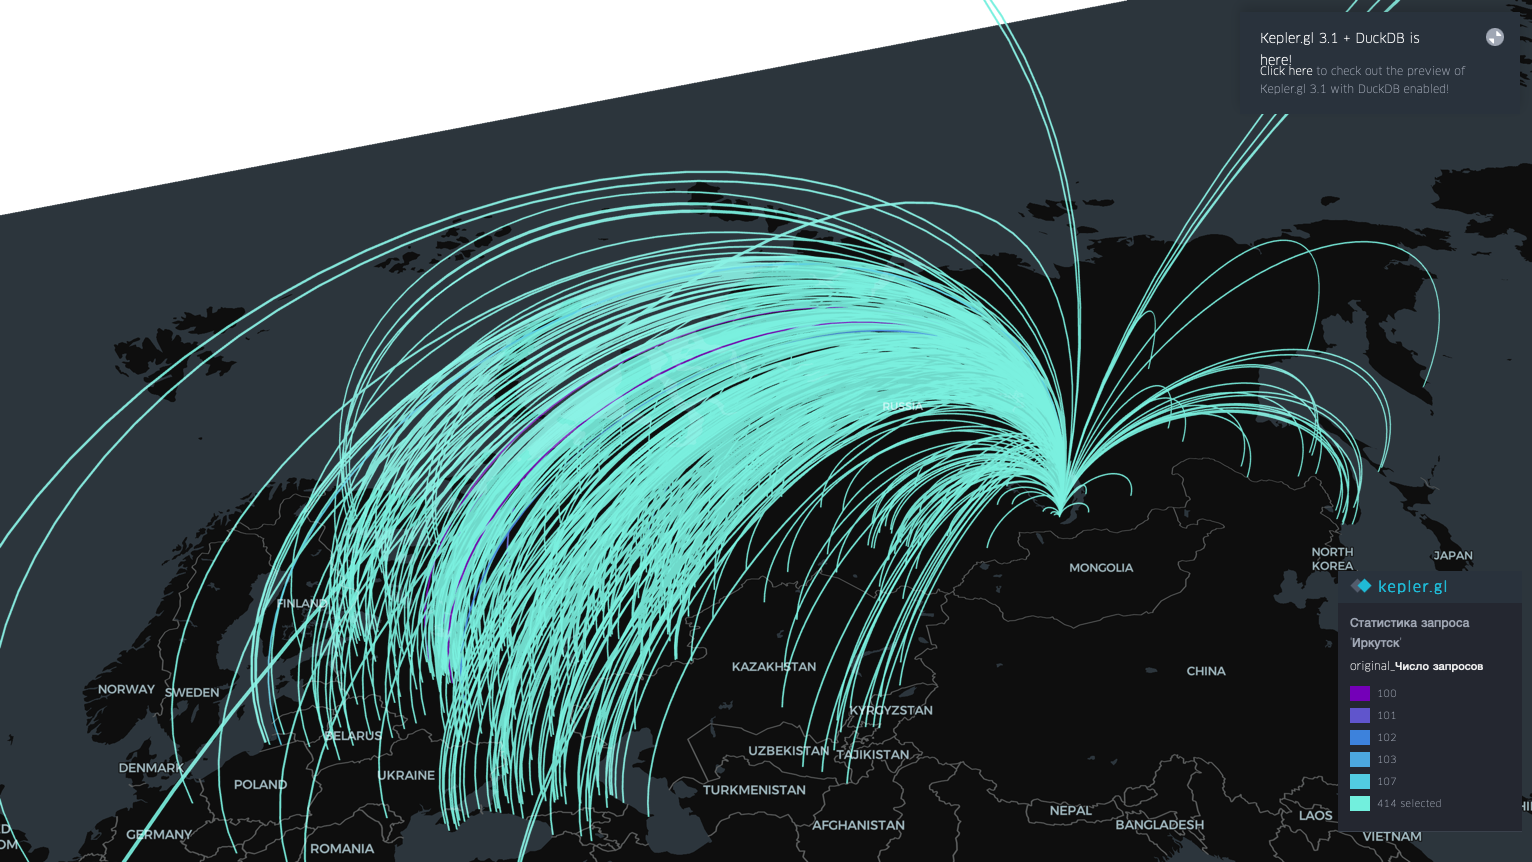 Kepler.gl 3.1 + DuckDB is
here!
Click here to check out the preview of
Kepler.gl 3.1 with DuckDB enabled!
RUSSIA
NORTH
KOREA
JAPAN
MONGOLIA
FINLAND
KAZAKHSTAN
CHINA
NORWAY
SWEDEN
KYRGYZSTAN
BELARUS
UZBEKISTAN
TAJIKISTAN
DENMARK
UKRAINE
POLAND
TURKMENISTAN
NEPAL
LAOS
GERMANY
AFGHANISTAN
BANGLADESH
VIETNAM
ROMANIA
kepler.gl
Статистика запроса
'Иркутск'
original_Число запросов
100
101
102
103
107
414 selected